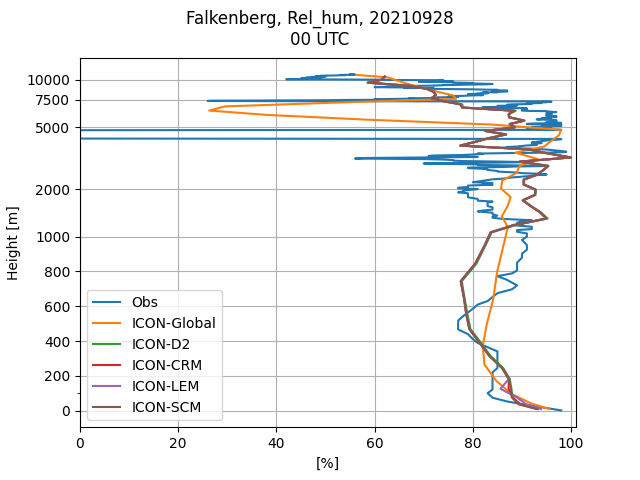 Falkenberg, Rel_hum, 20210928
00 UTC
Height [m]
10000
7500
5000
2000
1000
800
600
400
200
0
Obs
ICON-Global
ICON-D2
ICON-CRM
ICON-LEM
ICON-SCM
0 20 40 60 80 100
[%]